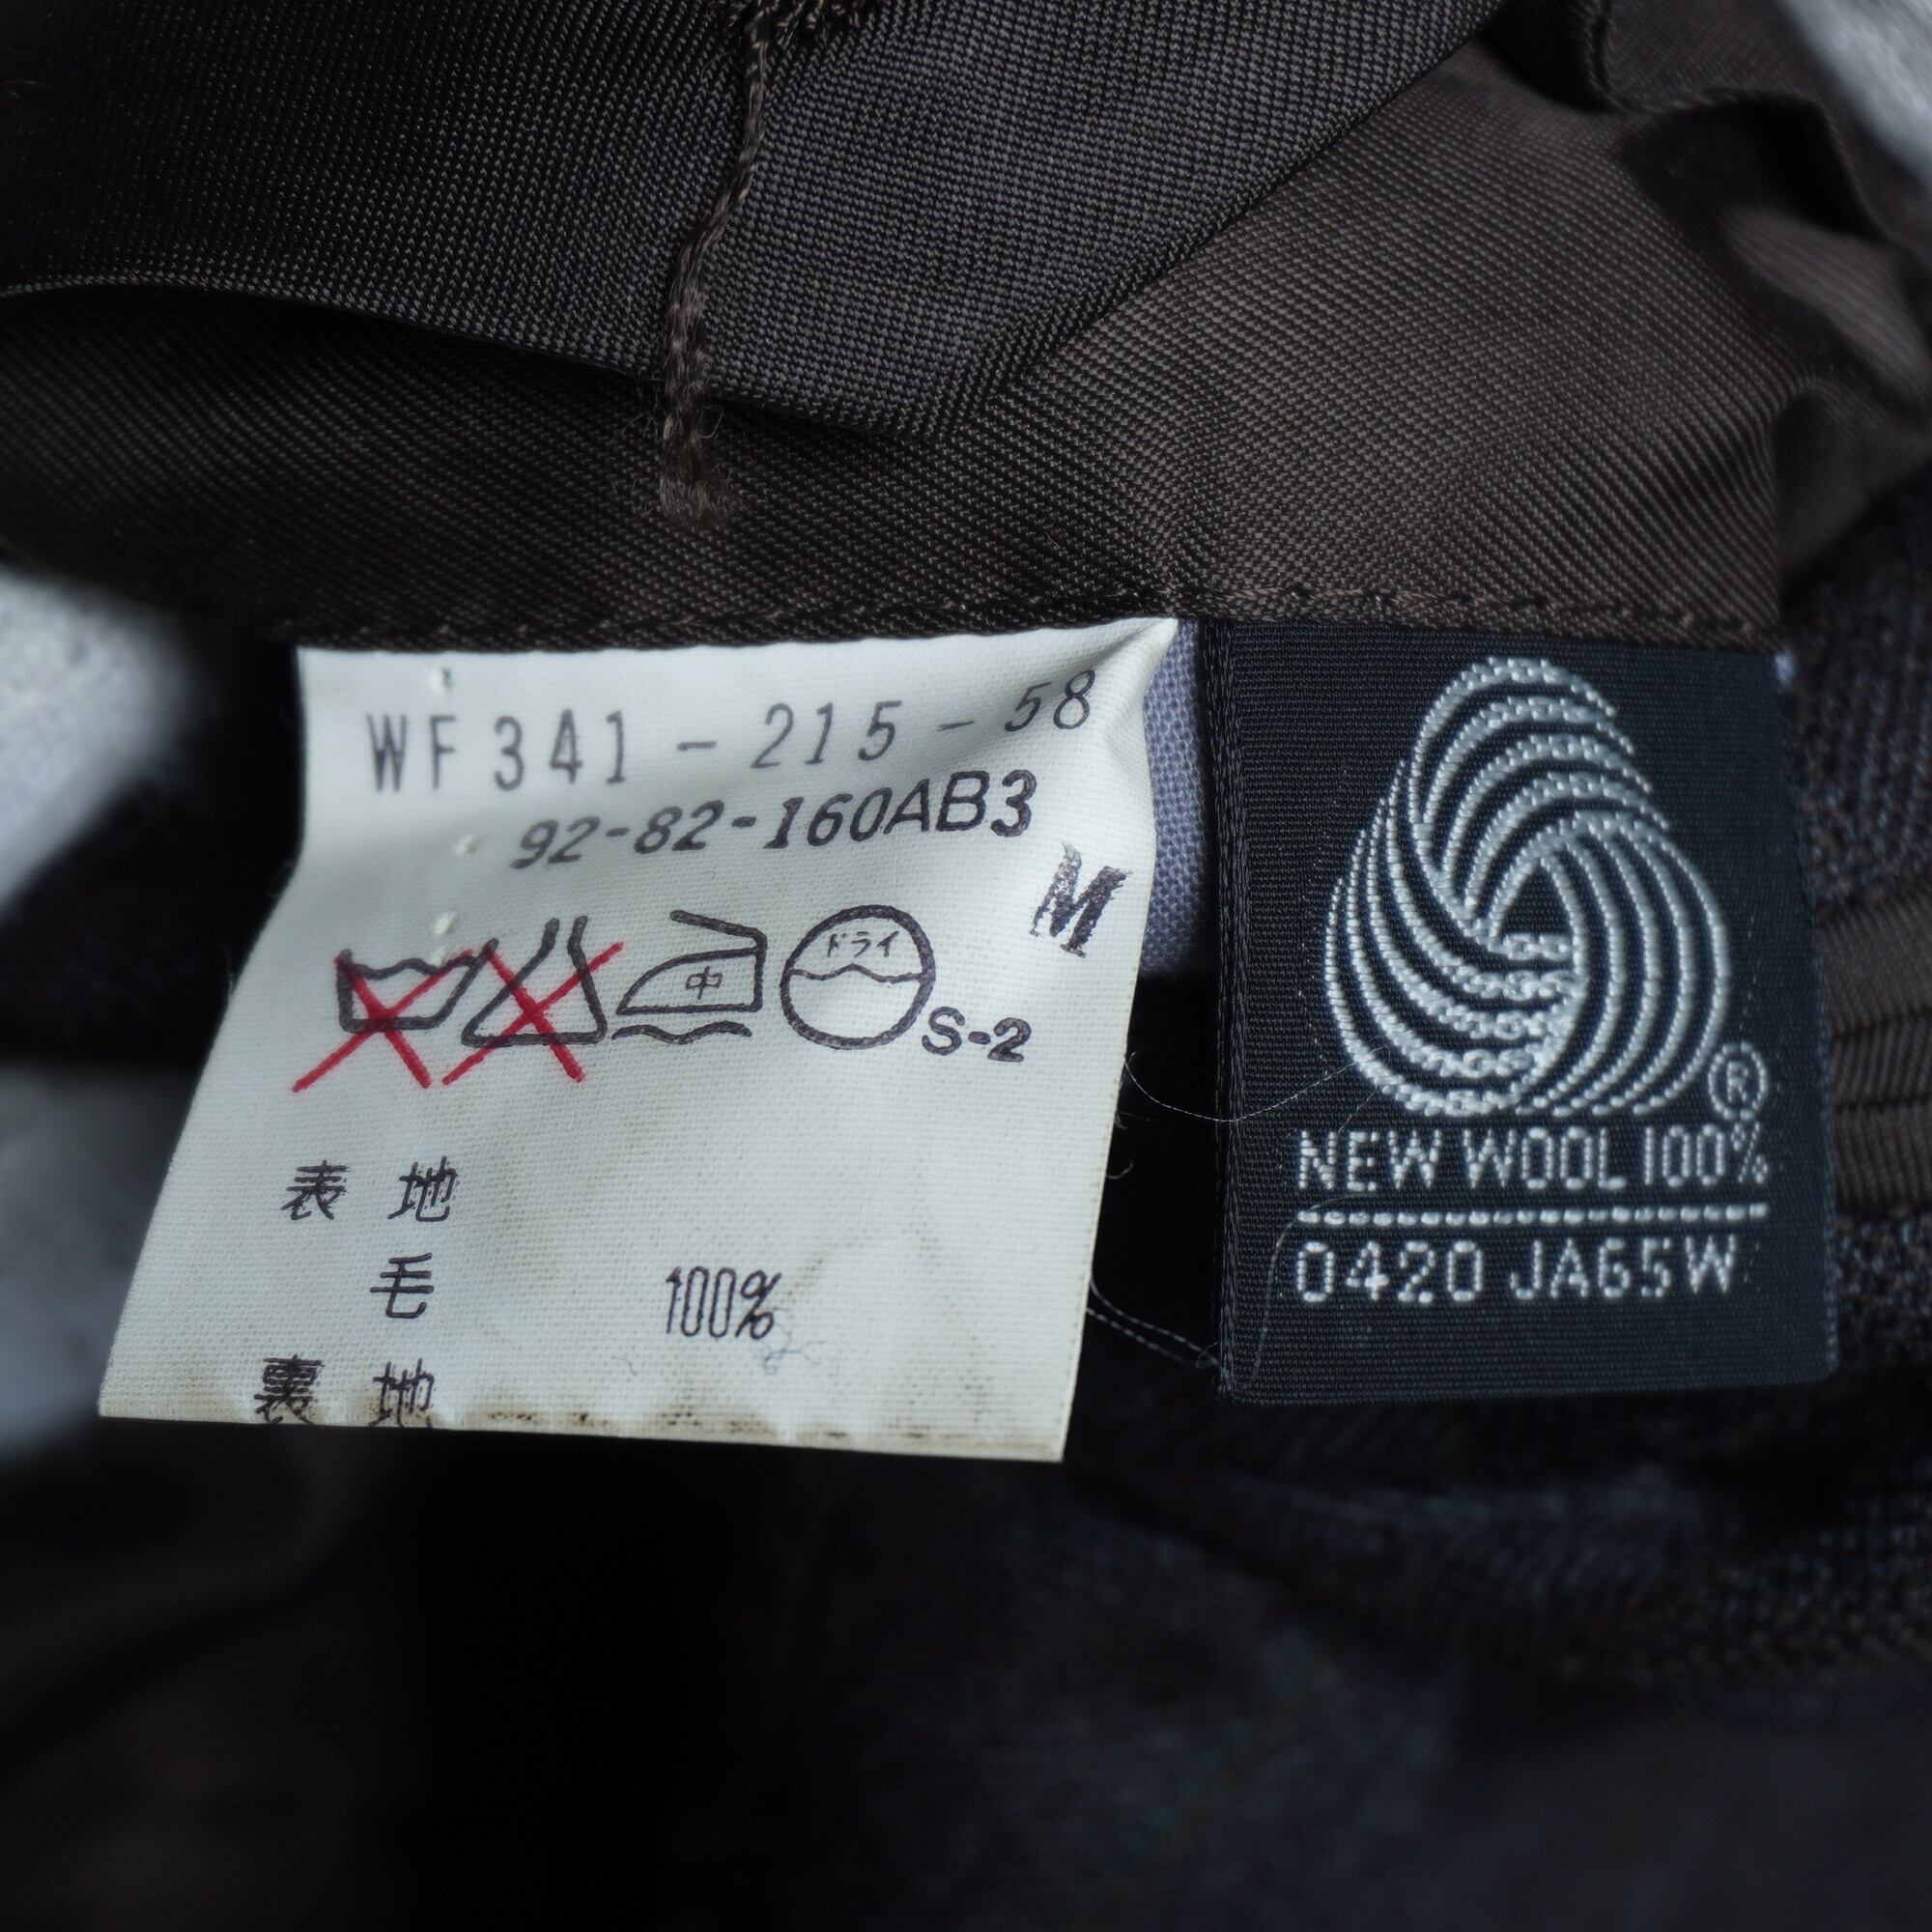 WF341-215-58
92-82-160AB3
M
中
ドライ
S-2
表 地
毛 100%
裏 地
®
NEW WOOL 100%
0420 JA65W